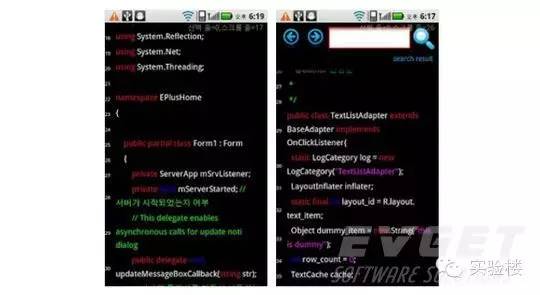 오후 6:19
using System.Reflection;
using System.Net;
using System.Threading;
namespace EPlusHome
{
public partial class Form1 : Form
{
private ServerApp mSrvListener;
private bool mServerStarted; //
서버가 시작되었는지 여부
// This delegate enables
asynchronous calls for update noti
dialog
public delegate void
updateMessageBoxCallback(string str);
오후 6:17
search result
*
*/
public class TextListAdapter extends
BaseAdapter implements
OnClickListener{
static LogCategory log = new
LogCategory("TextListAdapter");
LayoutInflater inflater;
static final int layout_id = R.layout.
text_item;
Object dummy_item = new String("this
is dummy");
int row_count = 0;
TextCache cache;
EVGET
SOFTWARE
实验楼